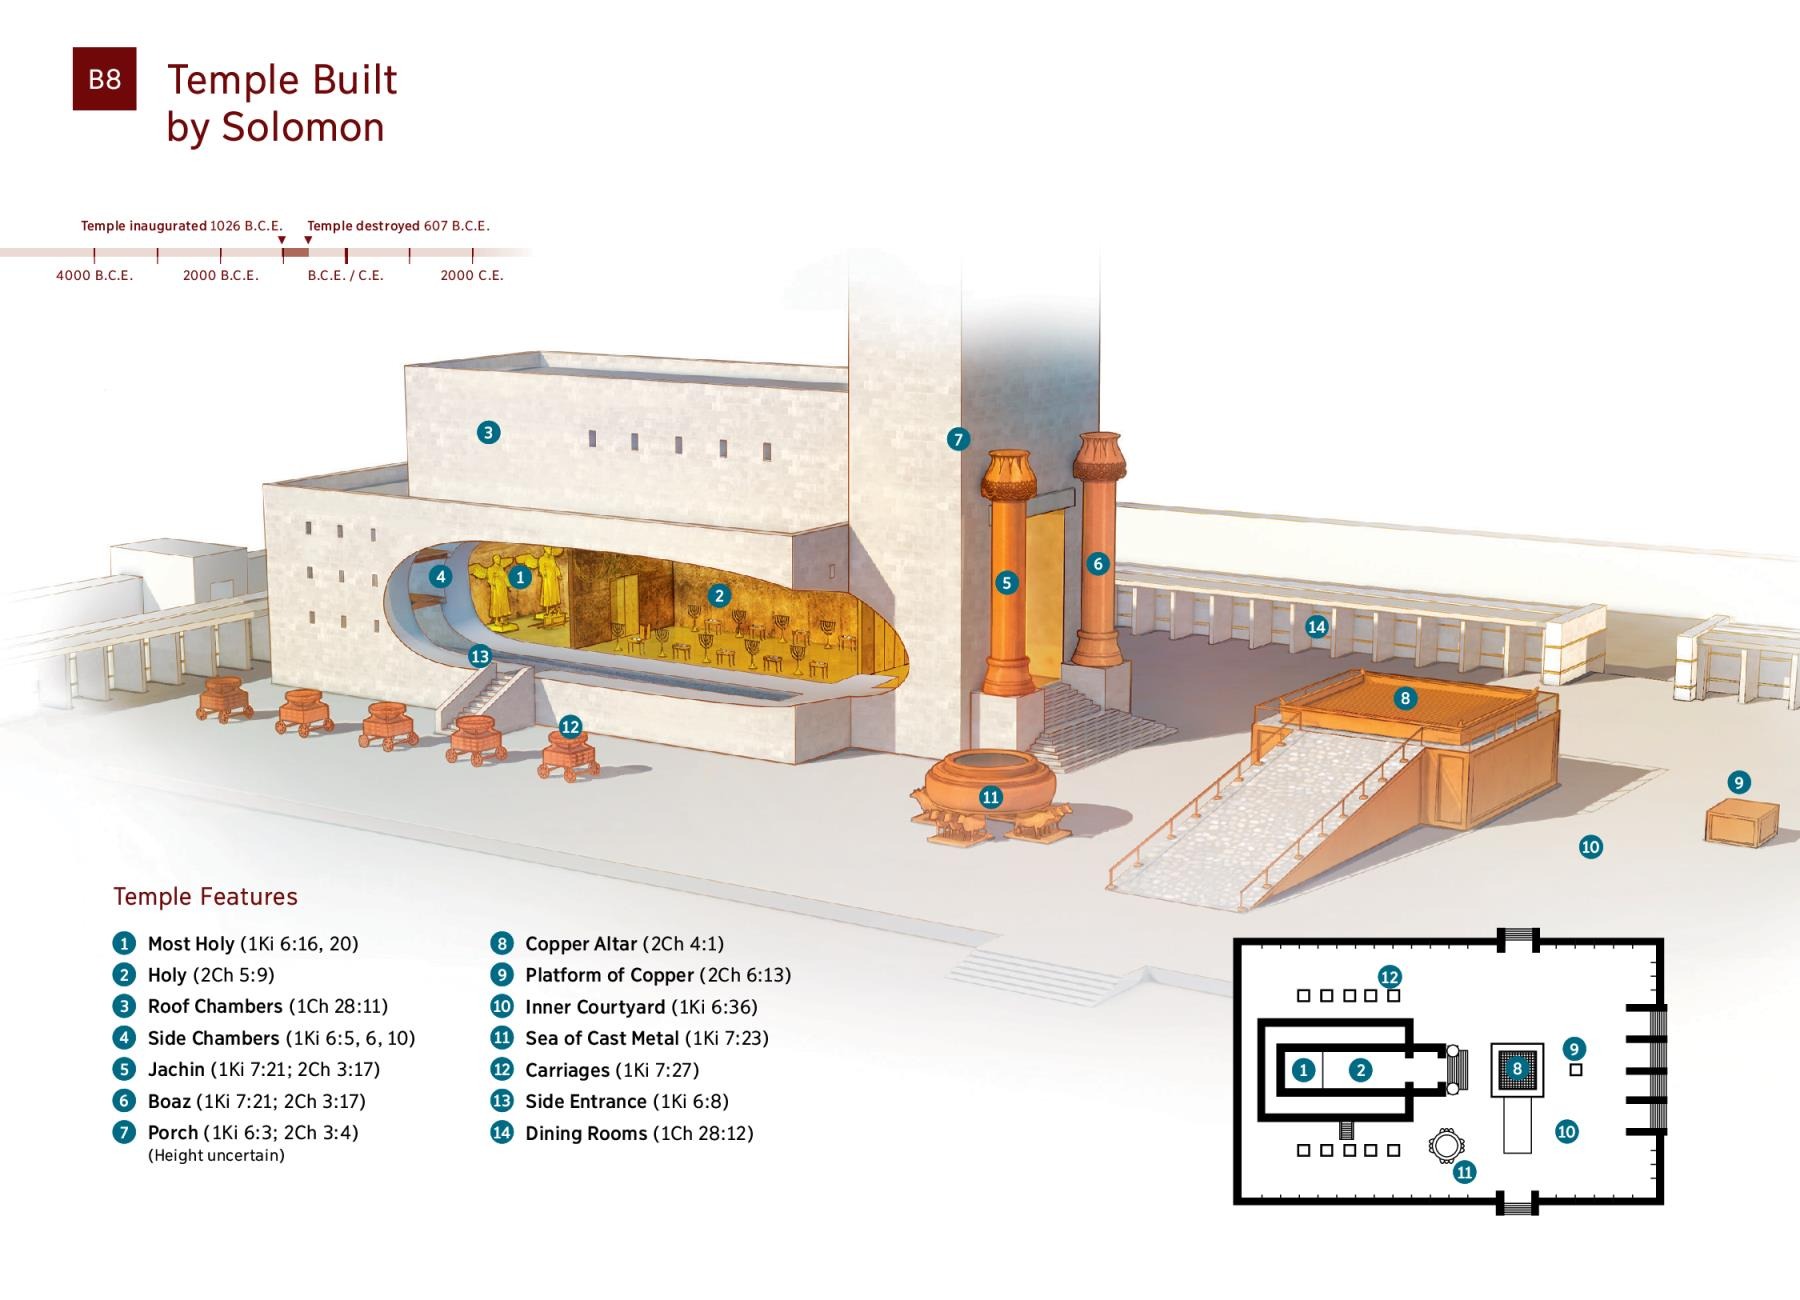 B8
Temple Built
by Solomon
Temple inaugurated 1026 B.C.E.
Temple destroyed 607 B.C.E.
4000 B.C.E.
2000 B.C.E.
B.C.E. / C.E.
2000 C.E.
3
7
4
1
2
5
6
14
13
12
8
11
9
10
Temple Features
1 Most Holy (1Ki 6:16, 20)
2 Holy (2Ch 5:9)
3 Roof Chambers (1Ch 28:11)
4 Side Chambers (1Ki 6:5, 6, 10)
5 Jachin (1Ki 7:21; 2Ch 3:17)
6 Boaz (1Ki 7:21; 2Ch 3:17)
7 Porch (1Ki 6:3; 2Ch 3:4)
(Height uncertain)
8 Copper Altar (2Ch 4:1)
9 Platform of Copper (2Ch 6:13)
10 Inner Courtyard (1Ki 6:36)
11 Sea of Cast Metal (1Ki 7:23)
12 Carriages (1Ki 7:27)
13 Side Entrance (1Ki 6:8)
14 Dining Rooms (1Ch 28:12)
12
1
2
8
9
10
11